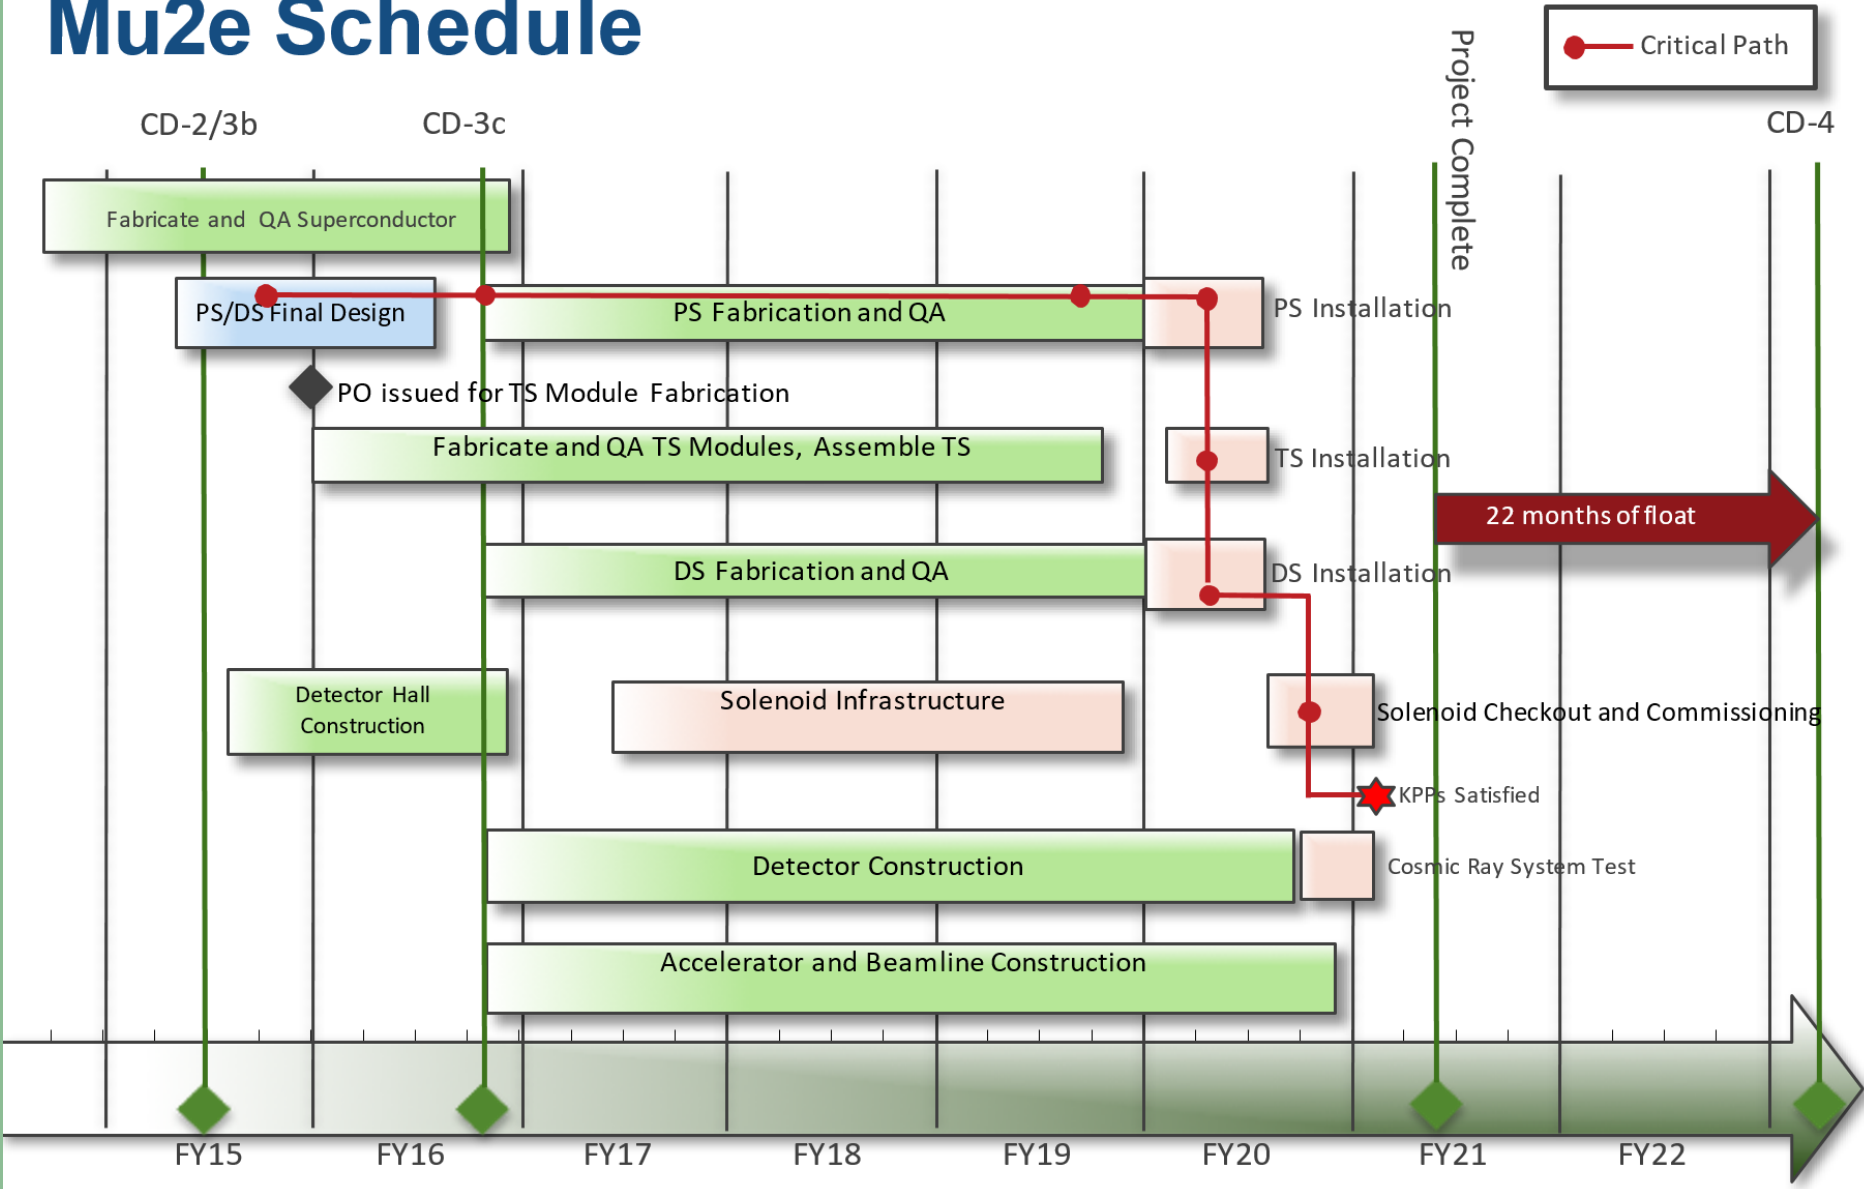 Mu2e Schedule
Critical Path
Project Complete
CD-2/3b
CD-3c
CD-4
Fabricate and QA Superconductor
PS/DS Final Design
PS Fabrication and QA
PS Installation
PO issued for TS Module Fabrication
Fabricate and QA TS Modules, Assemble TS
TS Installation
22 months of float
DS Fabrication and QA
DS Installation
Detector Hall
Construction
Solenoid Infrastructure
Solenoid Checkout and Commissioning
KPPs Satisfied
Detector Construction
Cosmic Ray System Test
Accelerator and Beamline Construction
FY15
FY16
FY17
FY18
FY19
FY20
FY21
FY22